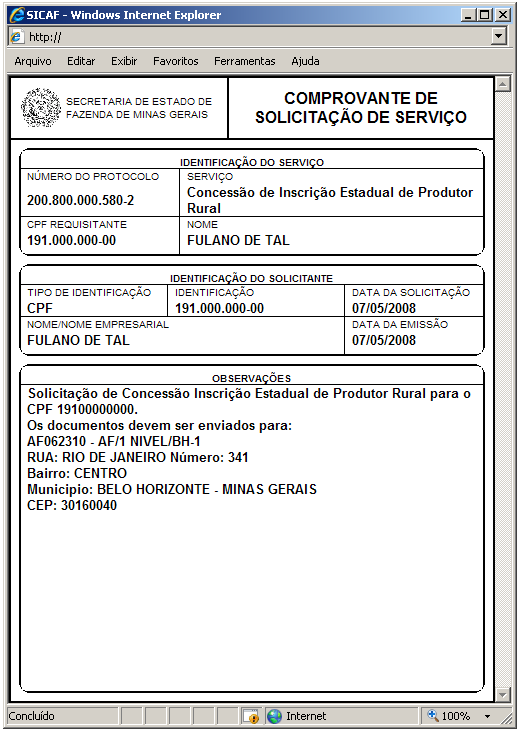 SICAF - Windows Internet Explorer
http://
Arquivo Editar Exibir Favoritos Ferramentas Ajuda
SECRETARIA DE ESTADO DE
FAZENDA DE MINAS GERAIS
COMPROVANTE DE
SOLICITAÇÃO DE SERVIÇO
IDENTIFICAÇÃO DO SERVIÇO
NÚMERO DO PROTOCOLO
200.800.000.580-2
SERVIÇO
Concessão de Inscrição Estadual de Produtor
Rural
CPF REQUISITANTE
191.000.000-00
NOME
FULANO DE TAL
IDENTIFICAÇÃO DO SOLICITANTE
TIPO DE IDENTIFICAÇÃO
CPF
IDENTIFICAÇÃO
191.000.000-00
DATA DA SOLICITAÇÃO
07/05/2008
NOME/NOME EMPRESARIAL
FULANO DE TAL
DATA DA EMISSÃO
07/05/2008
OBSERVAÇÕES
Solicitação de Concessão Inscrição Estadual de Produtor Rural para o
CPF 19100000000.
Os documentos devem ser enviados para:
AF062310 - AF/1 NIVEL/BH-1
RUA: RIO DE JANEIRO Número: 341
Bairro: CENTRO
Municipio: BELO HORIZONTE - MINAS GERAIS
CEP: 30160040
Concluído
Internet
100%